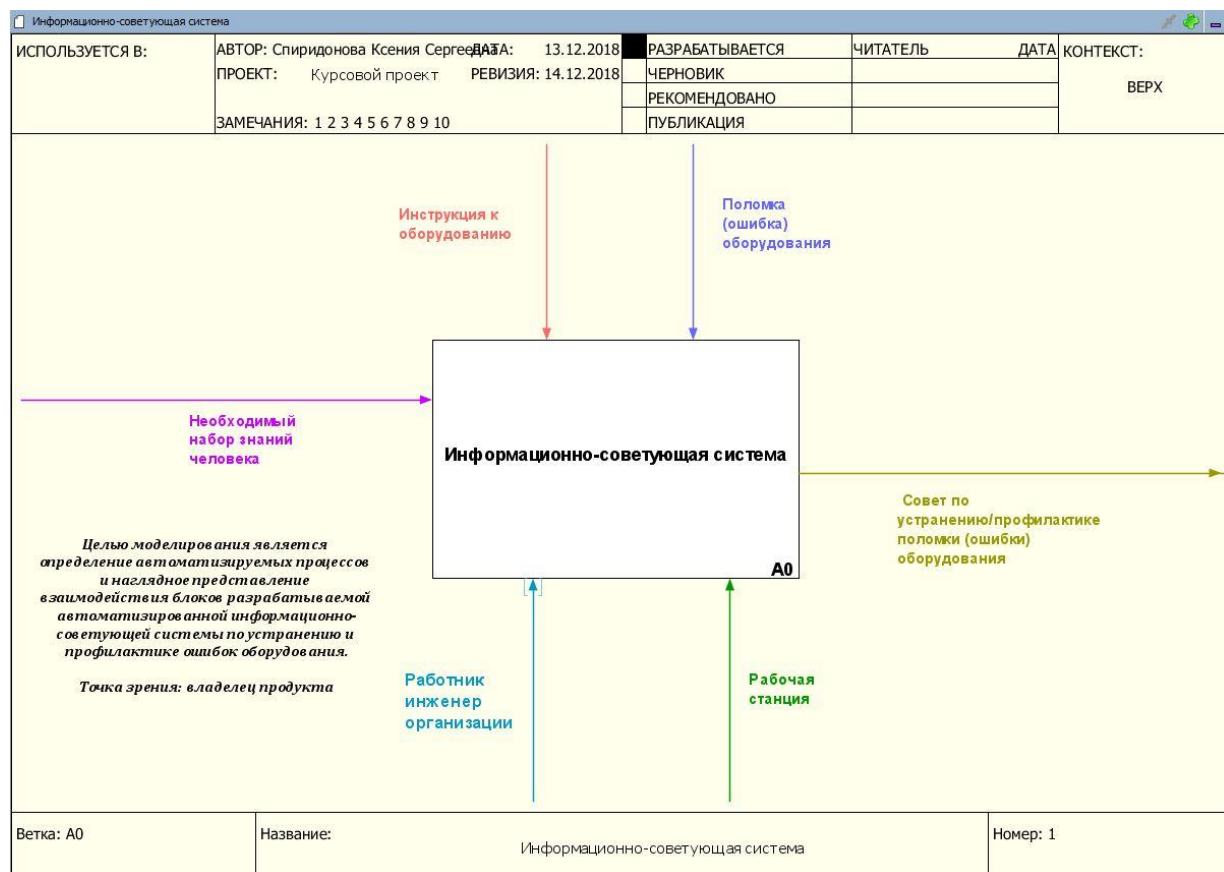 Информационно-советующая система
ИСПОЛЬЗУЕТСЯ В:
АВТОР: Спиридонова Ксения Сергеевна
ДАТА: 13.12.2018
РАЗРАБАТЫВАЕТСЯ
ЧИТАТЕЛЬ
ДАТА
КОНТЕКСТ:
ПРОЕКТ: Курсовой проект
РЕВИЗИЯ: 14.12.2018
ЧЕРНОВИК
ВЕРХ
РЕКОМЕНДОВАНО
ЗАМЕЧАНИЯ: 1 2 3 4 5 6 7 8 9 10
ПУБЛИКАЦИЯ
Инструкция к
оборудованию
Поломка
(ошибка)
оборудования
Необходимый
набор знаний
человека
Информационно-советующая система
A0
Совет по
устранению/профилактике
поломки (ошибки)
оборудования
Целью моделирования является
определение автоматизируемых процессов
и наглядное представление
взаимодействия блоков разрабатываемой
автоматизированной информационно-
советующей системы по устранению и
профилактике ошибок оборудования.
Точка зрения: владелец продукта
Работник
инженер
организации
Рабочая
станция
Ветка: A0
Название:
Информационно-советующая система
Номер: 1